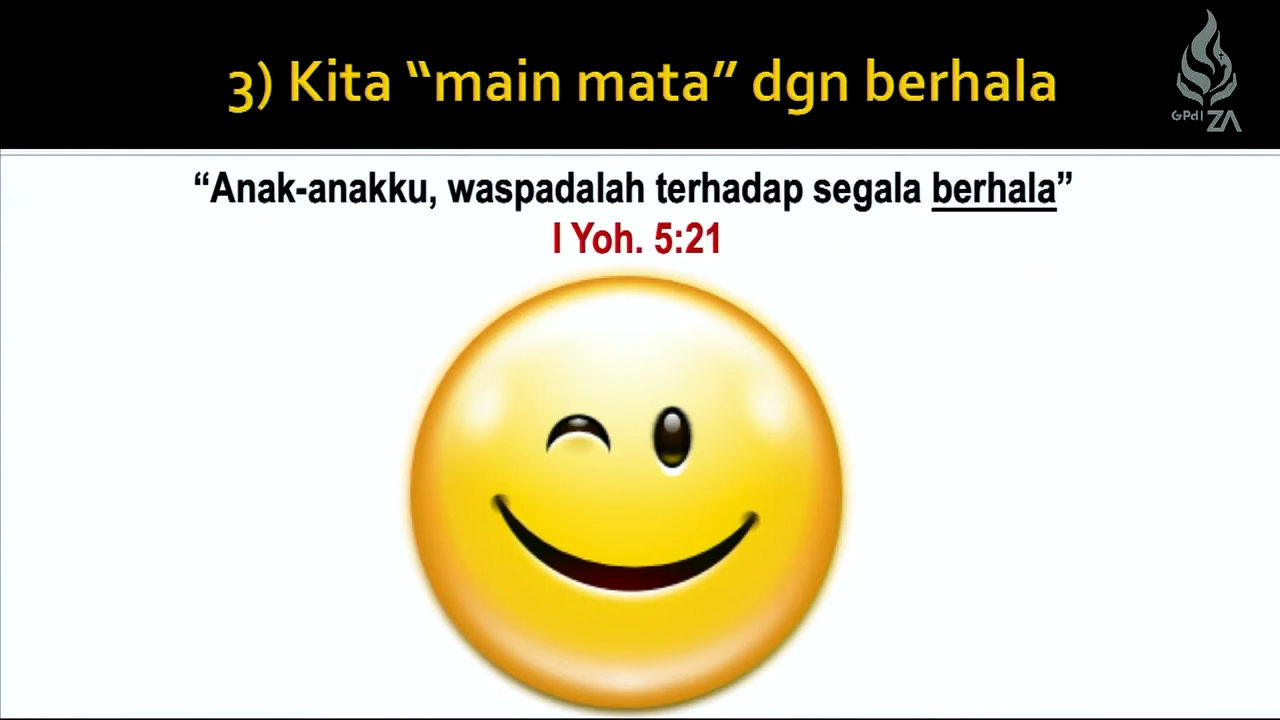 3) Kita “main mata” dgn berhala
GPdI ZA
“Anak-anakku, waspadalah terhadap segala berhala”
I Yoh. 5:21